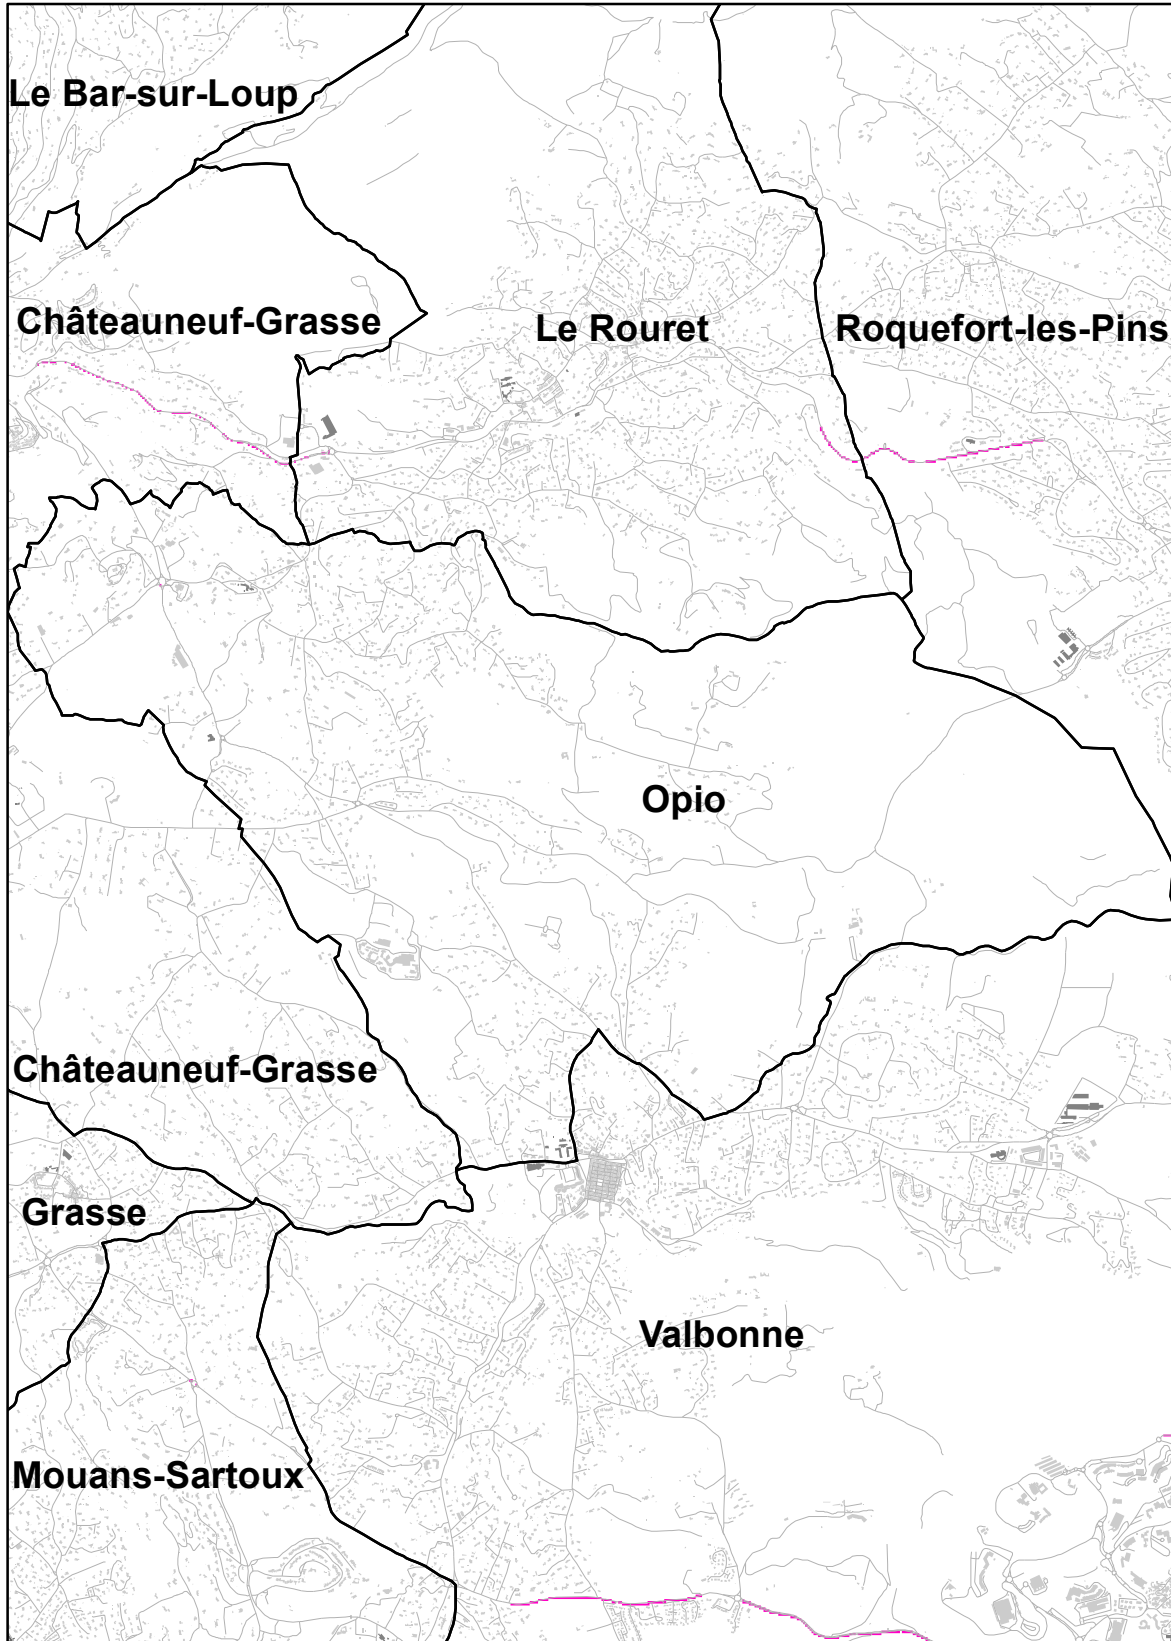 Le Bar-sur-Loup
Châteauneuf-Grasse
Le Rouret
Roquefort-les-Pins
Opio
Châteauneuf-Grasse
Grasse
Valbonne
Mouans-Sartoux